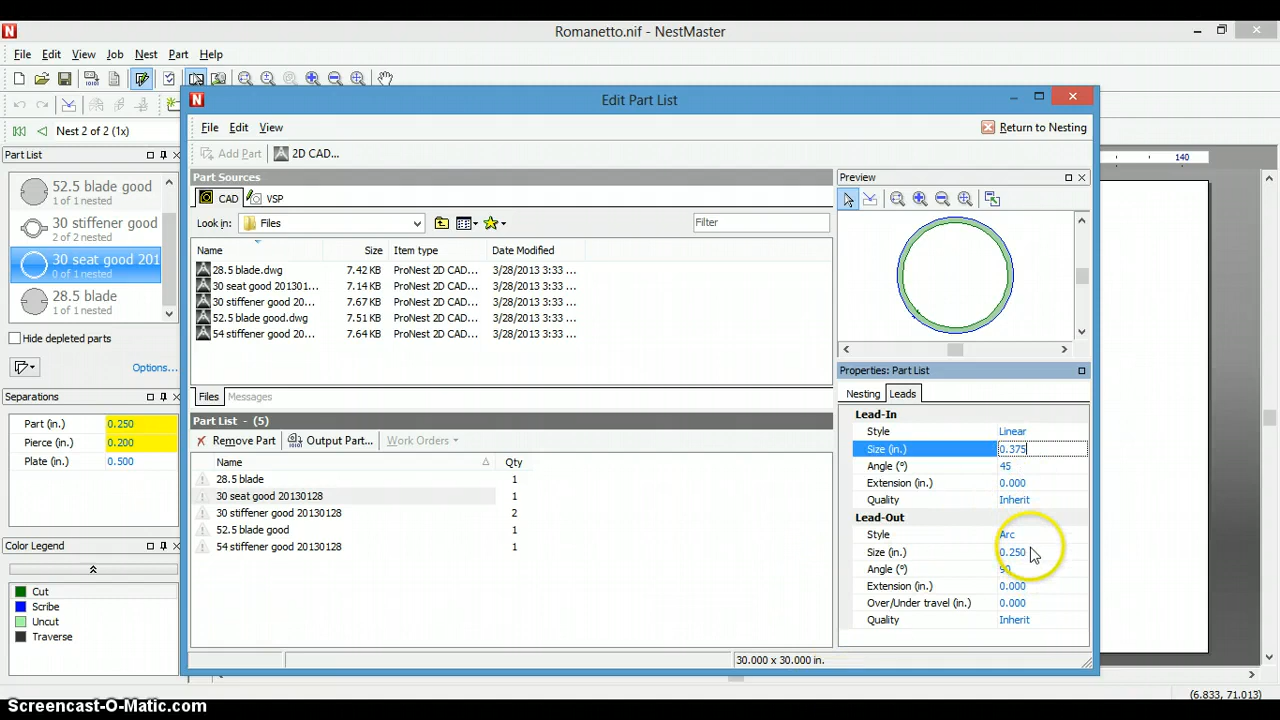 Romanetto.nif - NestMaster
File Edit View Job Nest Part Help
Nest 2 of 2 (1x)
Part List
52.5 blade good
1 of 1 nested
30 stiffener good
2 of 2 nested
30 seat good 201
0 of 1 nested
28.5 blade
1 of 1 nested
Hide depleted parts
Options...
Separations
Part (in.) 0.250
Pierce (in.) 0.200
Plate (in.) 0.500
Color Legend
Cut
Scribe
Uncut
Traverse
Edit Part List
File Edit View
Return to Nesting
Add Part 2D CAD...
Part Sources
CAD VSP
Look in: Files Filter
Name Size Item type Date Modified
28.5 blade.dwg 7.42 KB ProNest 2D CAD... 3/28/2013 3:33 ...
30 seat good 201301... 7.14 KB ProNest 2D CAD... 3/28/2013 3:33 ...
30 stiffener good 20... 7.67 KB ProNest 2D CAD... 3/28/2013 3:33 ...
52.5 blade good.dwg 7.51 KB ProNest 2D CAD... 3/28/2013 3:33 ...
54 stiffener good 20... 7.64 KB ProNest 2D CAD... 3/28/2013 3:33 ...
Files Messages
Part List - (5)
Remove Part Output Part... Work Orders
Name Qty
28.5 blade 1
30 seat good 20130128 1
30 stiffener good 20130128 2
52.5 blade good 1
54 stiffener good 20130128 1
Preview
Properties: Part List
Nesting Leads
Lead-In
Style Linear
Size (in.) 0.375
Angle (°) 45
Extension (in.) 0.000
Quality Inherit
Lead-Out
Style Arc
Size (in.) 0.250
Angle (°) 90
Extension (in.) 0.000
Over/Under travel (in.) 0.000
Quality Inherit
30.000 x 30.000 in.
140
(6.833, 71.013)
Screencast-O-Matic.com